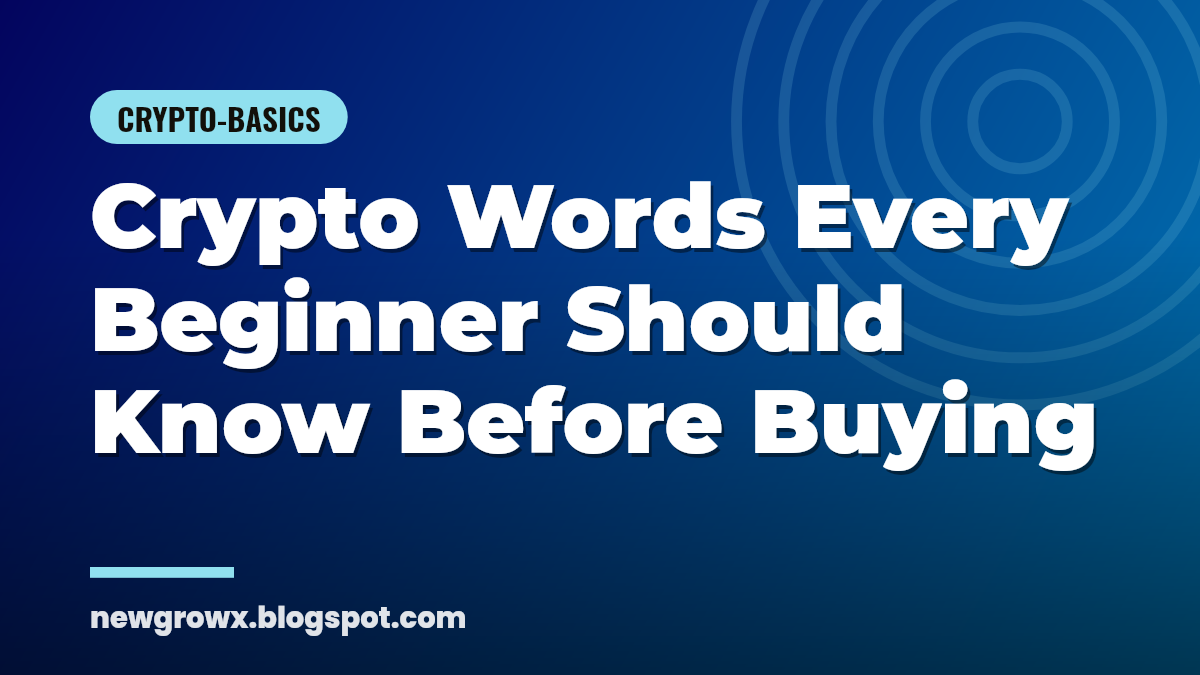 CRYPTO-BASICS
Crypto Words Every
Beginner Should
Know Before Buying
newgrowx.blogspot.com